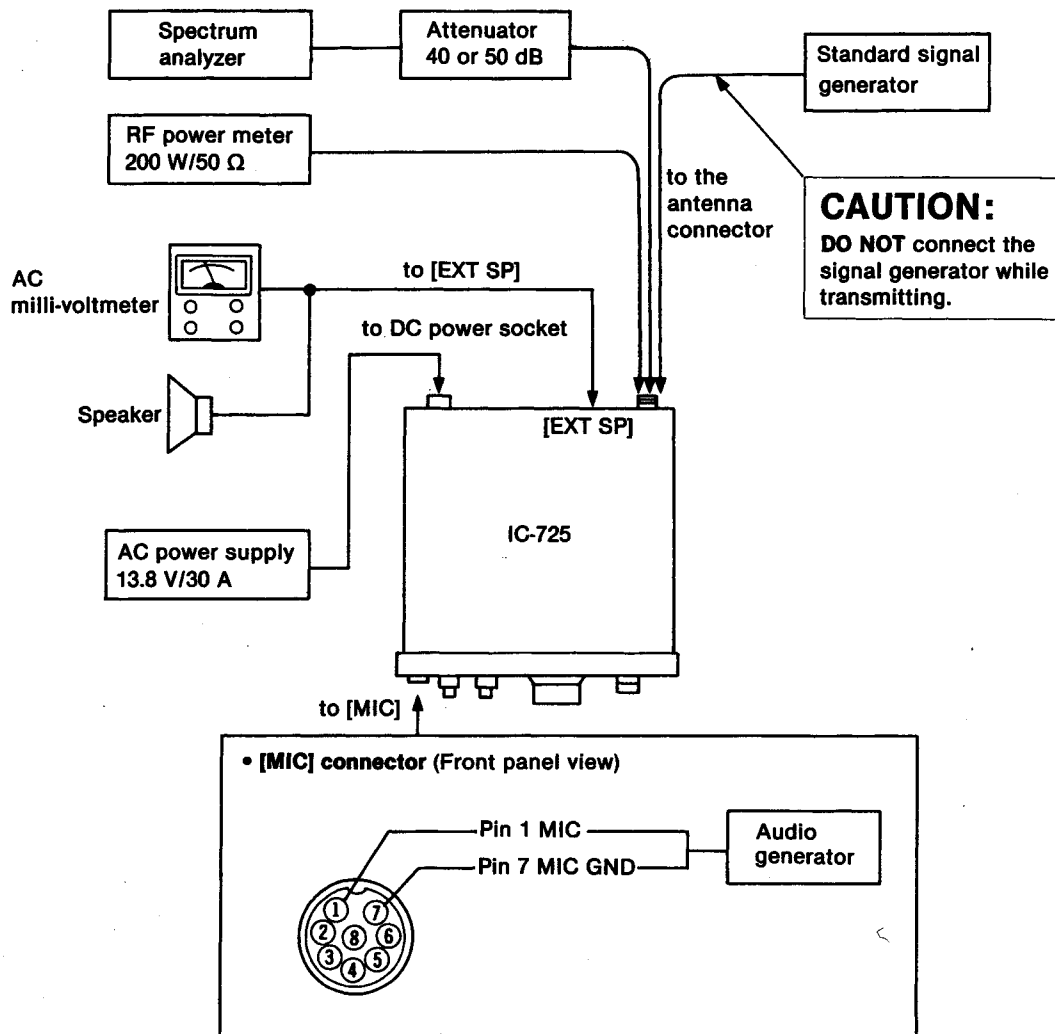 Spectrum
analyzer
Attenuator
40 or 50 dB
Standard signal
generator
RF power meter
200 W/50 Ω
to the
antenna
connector
CAUTION:
DO NOT connect the
signal generator while
transmitting.
AC
milli-voltmeter
to [EXT SP]
to DC power socket
Speaker
[EXT SP]
IC-725
AC power supply
13.8 V/30 A
to [MIC]
• [MIC] connector (Front panel view)
Pin 1 MIC
Pin 7 MIC GND
Audio
generator
1
7
2
8
6
3
5
4